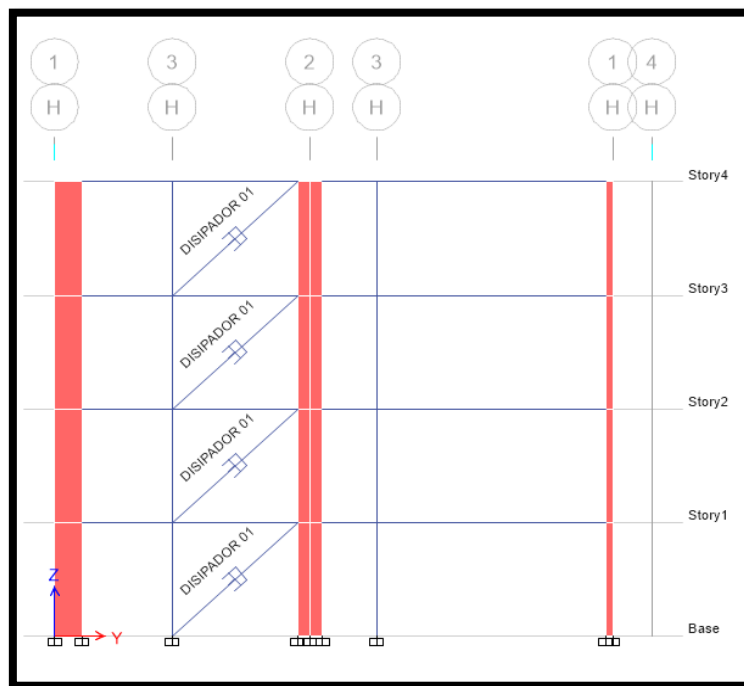 1 3 2 3 1 4
H H H H H H
Story4
DISIPADOR 01
Story3
DISIPADOR 01
Story2
DISIPADOR 01
Story1
DISIPADOR 01
Z
Y
Base